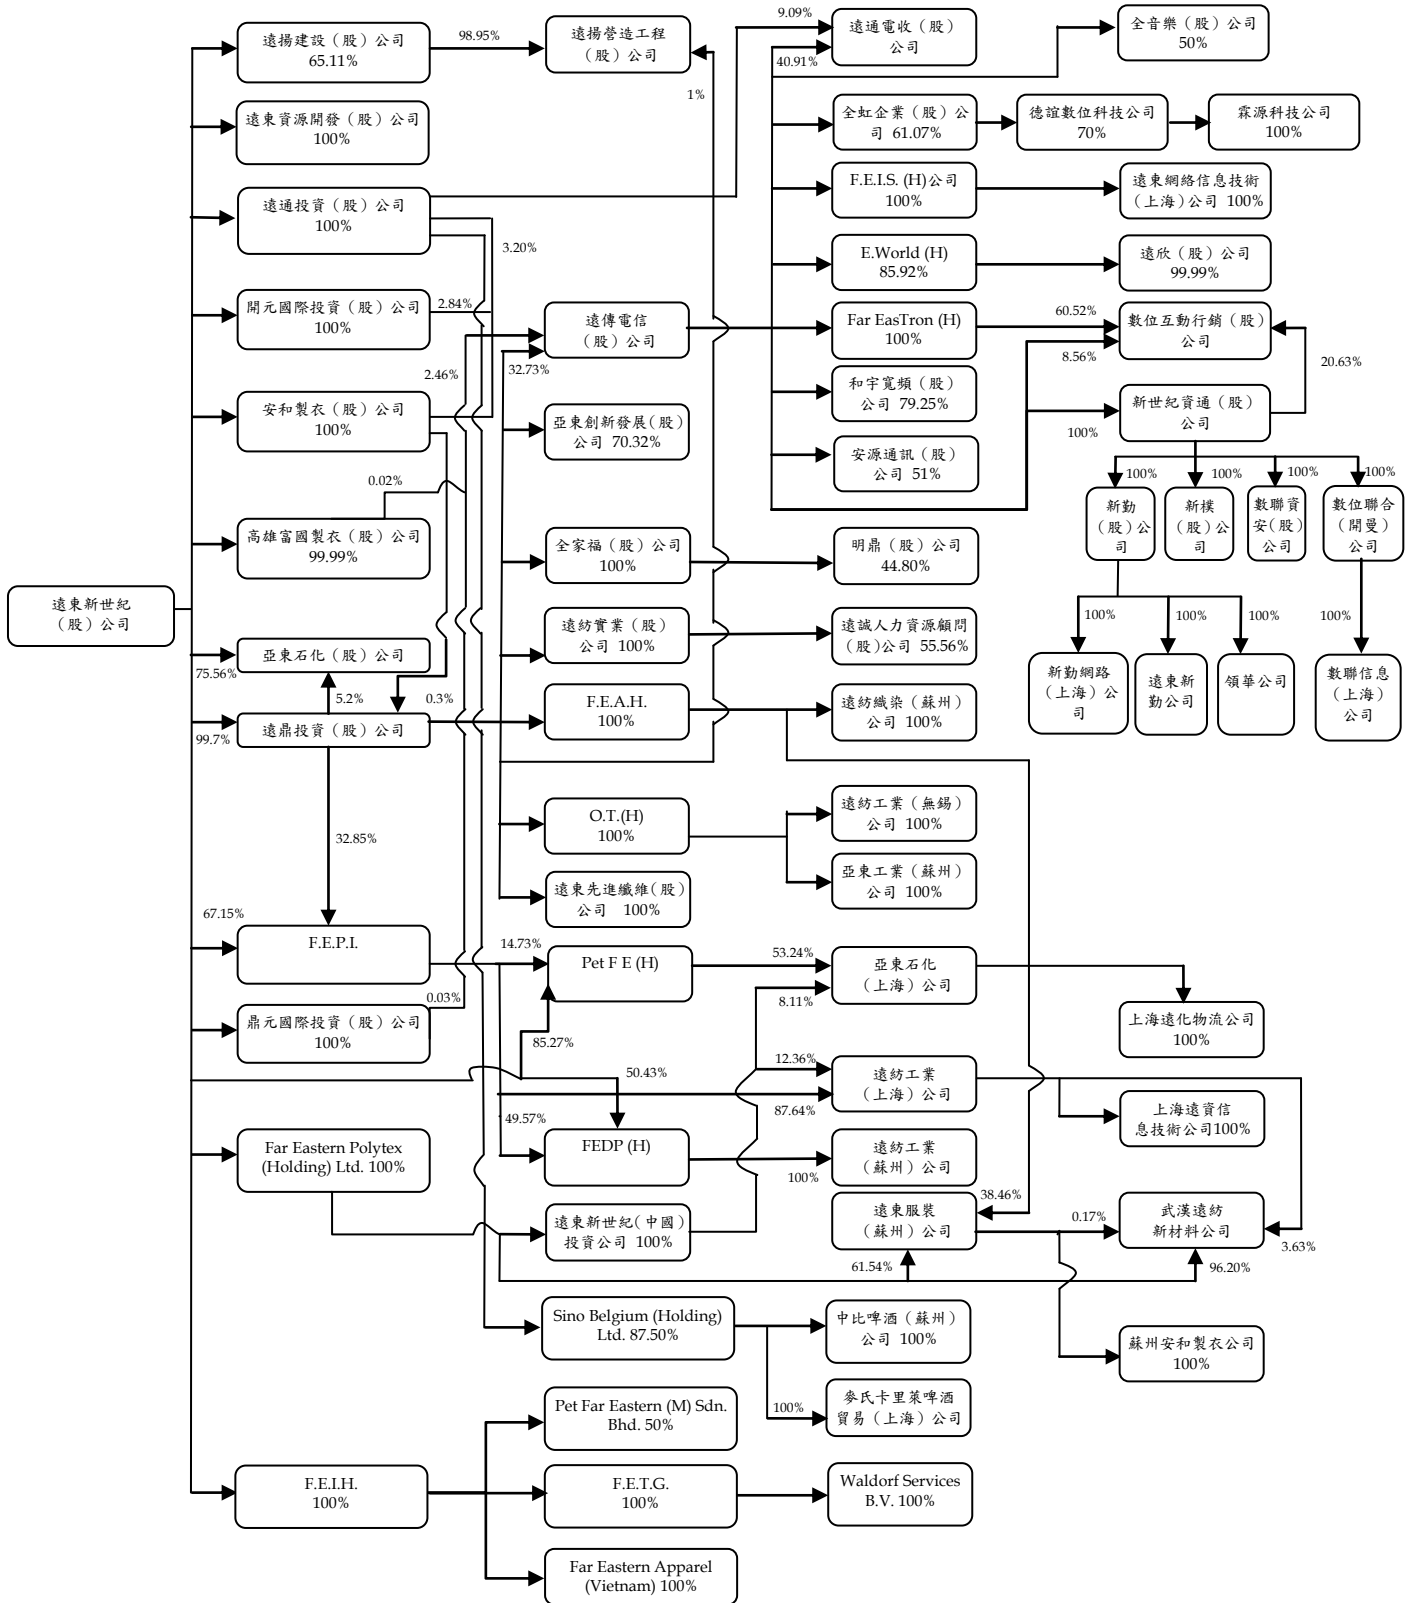 遠揚建設（股）公司
65.11%
98.95%
遠揚營造工程
（股）公司
9.09%
遠通電收（股）
公司
40.91%
全音樂（股）公司
50%
1%
遠東資源開發（股）公司
100%
全虹企業（股）公
司 61.07%
德誼數位科技公司
70%
霖源科技公司
100%
遠通投資（股）公司
100%
3.20%
F.E.I.S. (H)公司
100%
遠東網絡信息技術
（上海）公司 100%
E.World (H)
85.92%
遠欣（股）公司
99.99%
開元國際投資（股）公司
100%
2.84%
遠傳電信
（股）公司
32.73%
Far EasTron (H)
100%
60.52%
數位互動行銷（股）
公司
8.56%
20.63%
2.46%
安和製衣（股）公司
100%
亞東創新發展(股)
公司 70.32%
和宇寬頻（股）
公司 79.25%
新世紀資通（股）
公司
100%
安源通訊（股）
公司 51%
0.02%
100%
100%
100%
100%
新勤
（股）公
司
新樸
（股）公
司
數聯資
安(股)
公司
數位聯合
（開曼）
公司
高雄富國製衣（股）公司
99.99%
全家福（股）公司
100%
明鼎（股）公司
44.80%
遠東新世紀
（股）公司
遠紡實業（股）
公司 100%
遠誠人力資源顧問
（股)公司 55.56%
100%
100%
100%
100%
亞東石化（股）公司
75.56%
新勤網路
（上海）公
司
遠東新
勤公司
領華公司
數聯信息
（上海）
公司
5.2%
0.3%
遠鼎投資（股）公司
99.7%
F.E.A.H.
100%
遠紡織染（蘇州）
公司 100%
32.85%
O.T.(H)
100%
遠紡工業（無錫）
公司 100%
亞東工業（蘇州）
公司 100%
遠東先進纖維(股)
公司 100%
67.15%
F.E.P.I.
14.73%
Pet F E (H)
53.24%
亞東石化
（上海）公司
8.11%
0.03%
鼎元國際投資（股）公司
100%
85.27%
上海遠化物流公司
100%
50.43%
12.36%
遠紡工業
（上海）公司
87.64%
上海遠資信
息技術公司100%
49.57%
Far Eastern Polytex
(Holding) Ltd. 100%
FEDP (H)
100%
遠紡工業
（蘇州）公司
遠東新世紀(中國)
投資公司 100%
遠東服裝
（蘇州）公司
38.46%
0.17%
武漢遠紡
新材料公司
3.63%
61.54%
96.20%
Sino Belgium (Holding)
Ltd. 87.50%
中比啤酒（蘇州）
公司 100%
蘇州安和製衣公司
100%
Pet Far Eastern (M) Sdn.
Bhd. 50%
100%
麥氏卡里萊啤酒
貿易（上海）公司
F.E.I.H.
100%
F.E.T.G.
100%
Waldorf Services
B.V. 100%
Far Eastern Apparel
(Vietnam) 100%